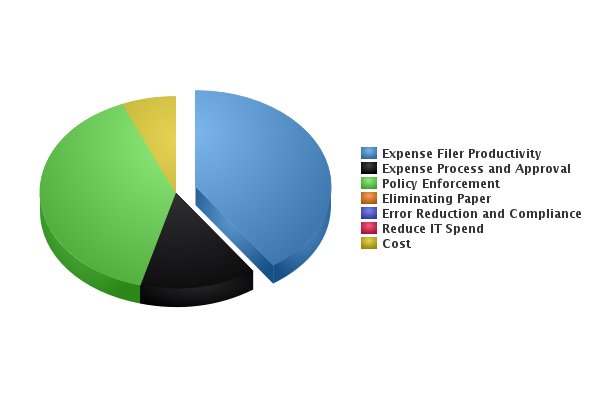 Expense Filer Productivity
Expense Process and Approval
Policy Enforcement
Eliminating Paper
Error Reduction and Compliance
Reduce IT Spend
Cost